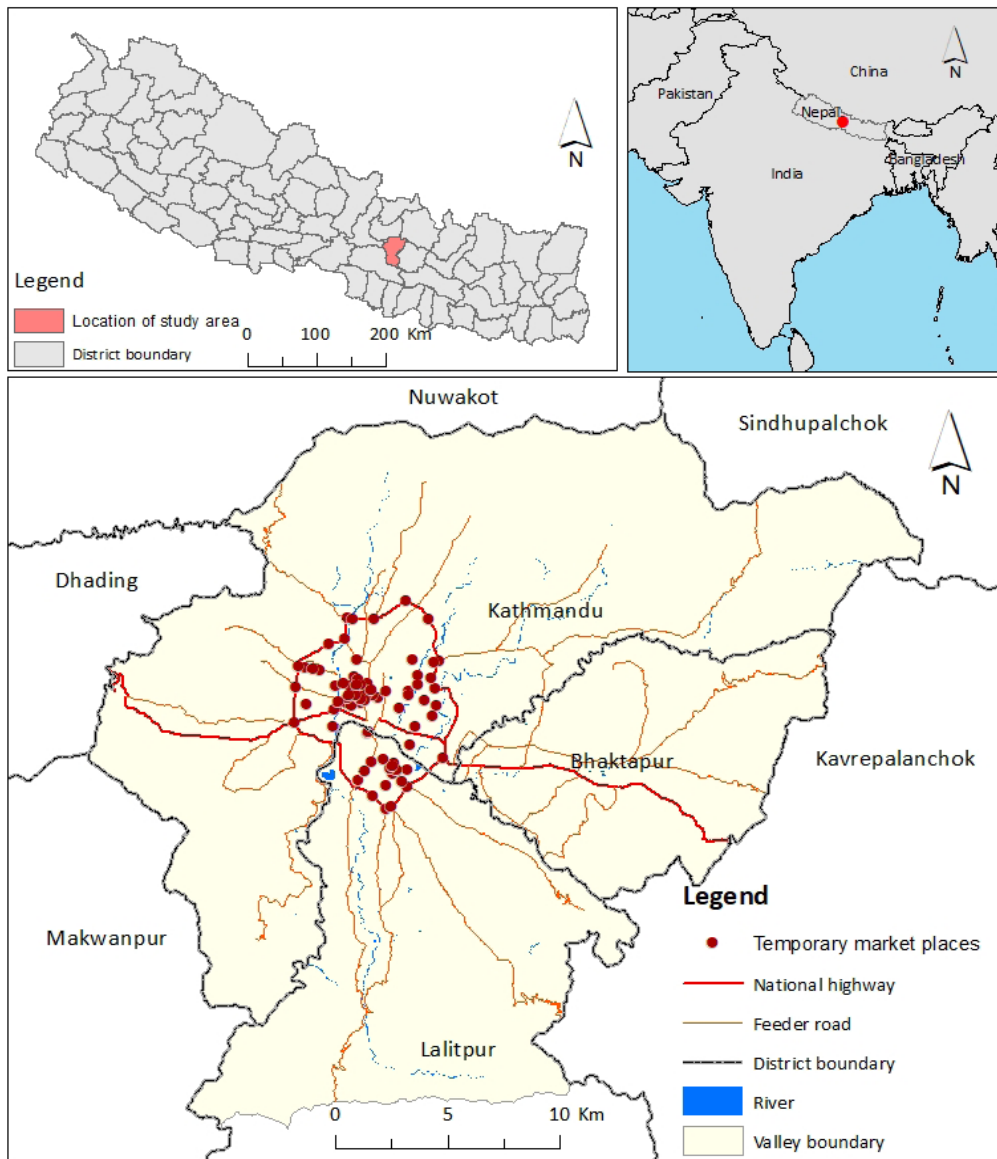 N
Legend
Location of study area
District boundary
0 100 200 Km
N
China
Pakistan
Nepal
India
Bangladesh
Nuwakot
Sindhupalchok
N
Dhading
Kathmandu
Bhaktapur
Kavrepalanchok
Makwanpur
Lalitpur
0 5 10 Km
Legend
Temporary market places
National highway
Feeder road
District boundary
River
Valley boundary